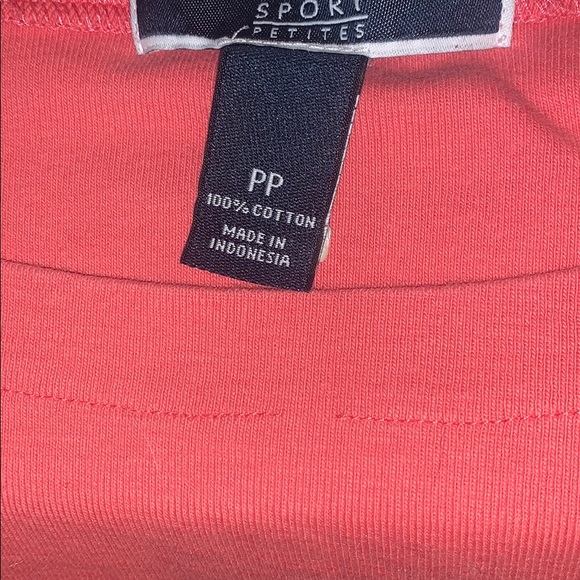 SPORT
PETITES
PP
100% COTTON
MADE IN
INDONESIA